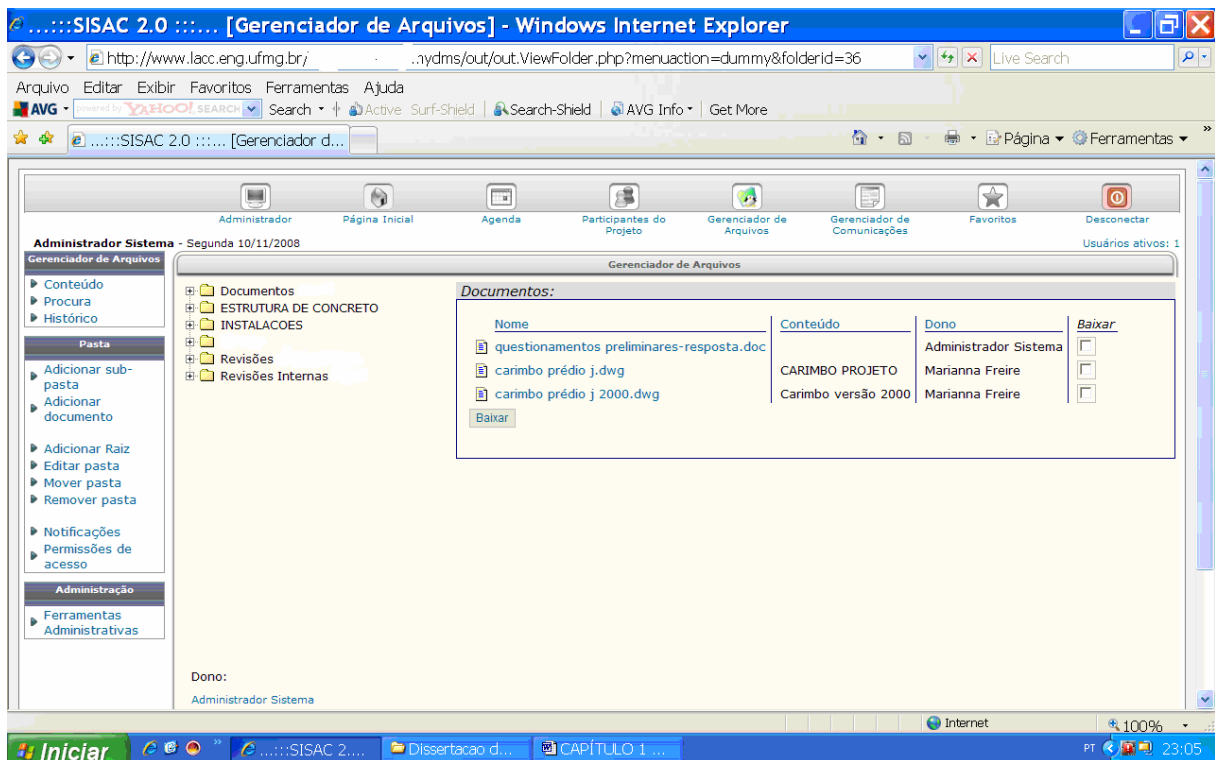 ...:::SISAC 2.0 :::... [Gerenciador de Arquivos] - Windows Internet Explorer
http://www.lacc.eng.ufmg.br/ .nydms/out/out.ViewFolder.php?menuaction=dummy&folderid=36
Live Search
Arquivo Editar Exibir Favoritos Ferramentas Ajuda
AVG powered by YAHOO! SEARCH Search Active Surf-Shield Search-Shield AVG Info Get More
...:::SISAC 2.0 :::... [Gerenciador d...
Página Ferramentas »
Administrador
Página Inicial
Agenda
Participantes do
Projeto
Gerenciador de
Arquivos
Gerenciador de
Comunicações
Favoritos
Desconectar
Administrador Sistema - Segunda 10/11/2008
Usuários ativos: 1
Gerenciador de Arquivos
Conteúdo
Procura
Histórico
Pasta
Adicionar sub-
pasta
Adicionar
documento
Adicionar Raiz
Editar pasta
Mover pasta
Remover pasta
Notificações
Permissões de
acesso
Administração
Ferramentas
Administrativas
Gerenciador de Arquivos
Documentos
ESTRUTURA DE CONCRETO
INSTALACOES
Revisões
Revisões Internas
Documentos:
Nome Conteúdo Dono Baixar
questionamentos preliminares-resposta.doc Administrador Sistema
carimbo prédio j.dwg CARIMBO PROJETO Marianna Freire
carimbo prédio j 2000.dwg Carimbo versão 2000 Marianna Freire
Baixar
Dono:
Administrador Sistema
Internet 100%
Iniciar » ...:::SISAC 2.... Dissertacao d... CAPÍTULO 1 ... PT 23:05